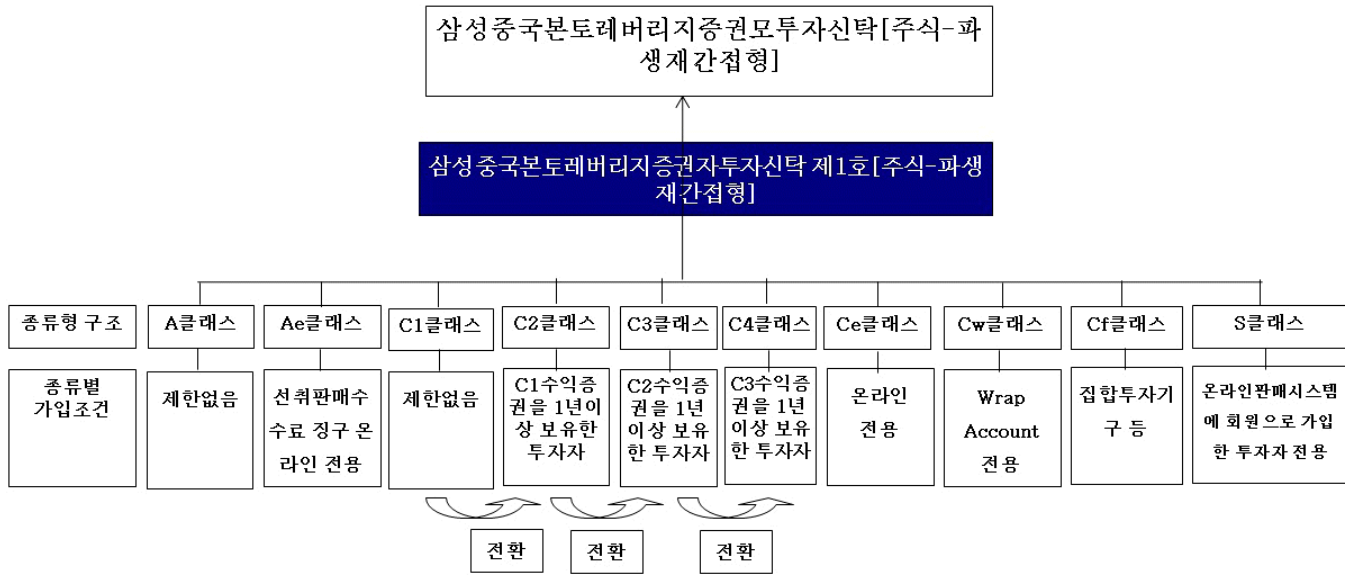 삼성중국본토레버리지증권모투자신탁[주식-파
생재간접형]
삼성중국본토레버리지증권자투자신탁 제1호[주식-파생
재간접형]
종류형 구조
A클래스
Ae클래스
C1클래스
C2클래스
C3클래스
C4클래스
Ce클래스
Cw클래스
Cf클래스
S클래스
종류별
가입조건
제한없음
선취판매수
수료 징구 온
라인 전용
제한없음
C1수익증
권을 1년이
상 보유한
투자자
C2수익증
권을 1년
이상 보유
한 투자자
C3수익증
권을 1년
이상 보유
한 투자자
온라인
전용
Wrap
Account
전용
집합투자기
구 등
온라인판매시스템
에 회원으로 가입
한 투자자 전용
전환
전환
전환